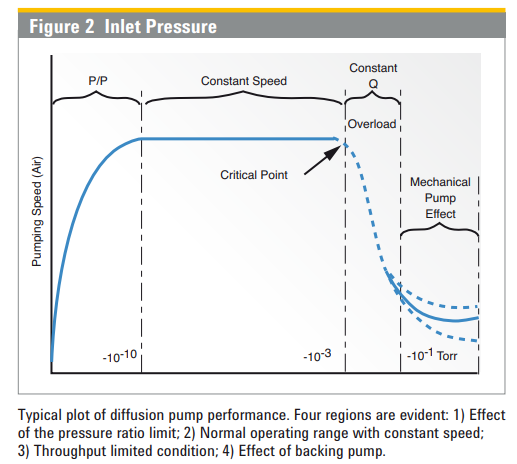 Figure 2 Inlet Pressure
P/P
Constant Speed
Constant
Q
Overload
Critical Point
Mechanical
Pump
Effect
Pumping Speed (Air)
-10-10
-10-3
-10-1 Torr
Typical plot of diffusion pump performance. Four regions are evident: 1) Effect
of the pressure ratio limit; 2) Normal operating range with constant speed;
3) Throughput limited condition; 4) Effect of backing pump.